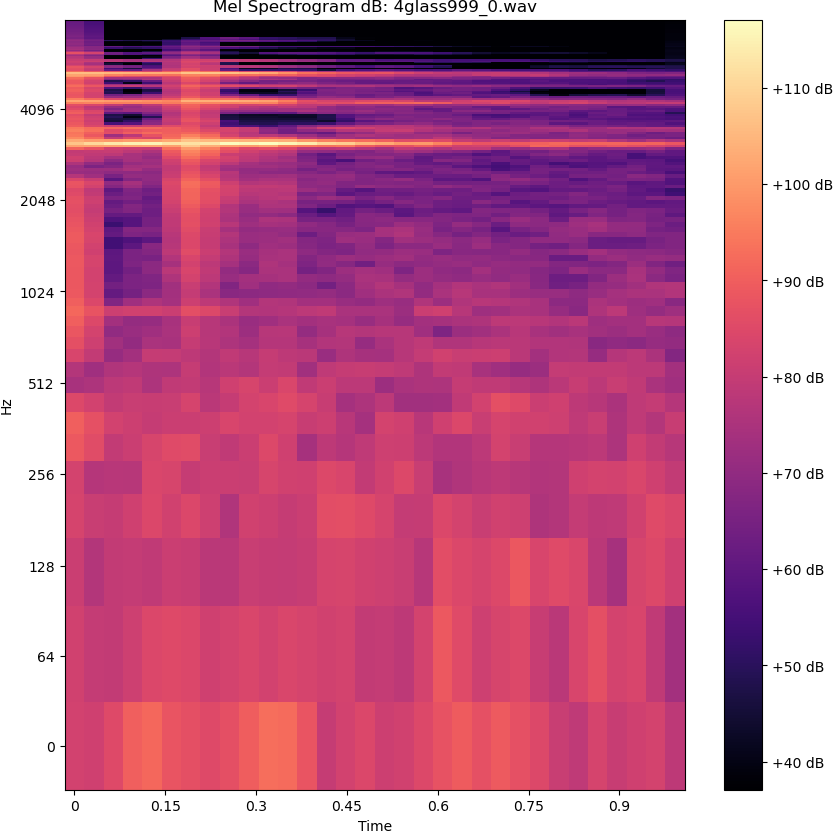 Mel Spectrogram dB: 4glass999_0.wav
+110 dB
4096
+100 dB
2048
+90 dB
1024
+80 dB
512
Hz
+70 dB
256
+60 dB
128
64
+50 dB
0
+40 dB
0 0.15 0.3 0.45 0.6 0.75 0.9
Time